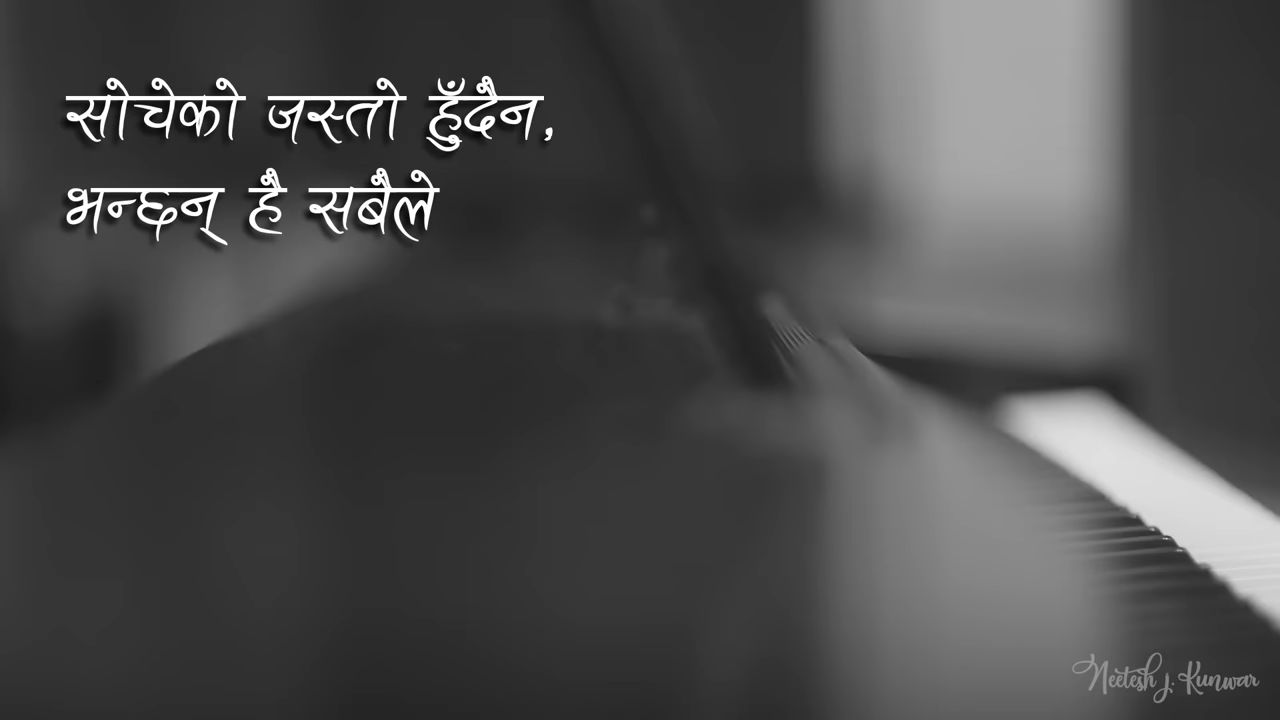 सोचेको जस्तो हुँदैन,
भन्छन् है सबैले
Neetesh J. Kunwar